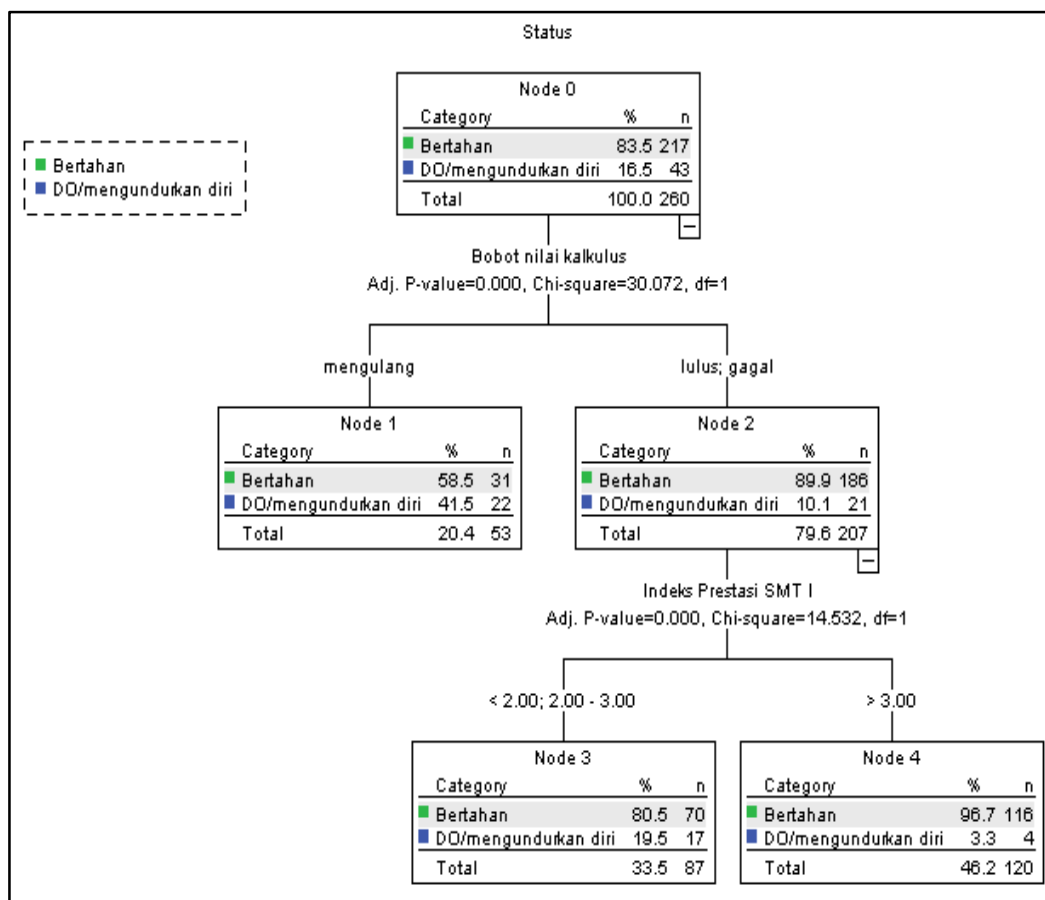 Status
Bertahan
DO/mengundurkan diri
Node 0
Category % n
Bertahan 83.5 217
DO/mengundurkan diri 16.5 43
Total 100.0 260
Bobot nilai kalkulus
Adj. P-value=0.000, Chi-square=30.072, df=1
mengulang
lulus; gagal
Node 1
Category % n
Bertahan 58.5 31
DO/mengundurkan diri 41.5 22
Total 20.4 53
Node 2
Category % n
Bertahan 89.9 186
DO/mengundurkan diri 10.1 21
Total 79.6 207
Indeks Prestasi SMT I
Adj. P-value=0.000, Chi-square=14.532, df=1
< 2.00; 2.00 - 3.00
> 3.00
Node 3
Category % n
Bertahan 80.5 70
DO/mengundurkan diri 19.5 17
Total 33.5 87
Node 4
Category % n
Bertahan 96.7 116
DO/mengundurkan diri 3.3 4
Total 46.2 120